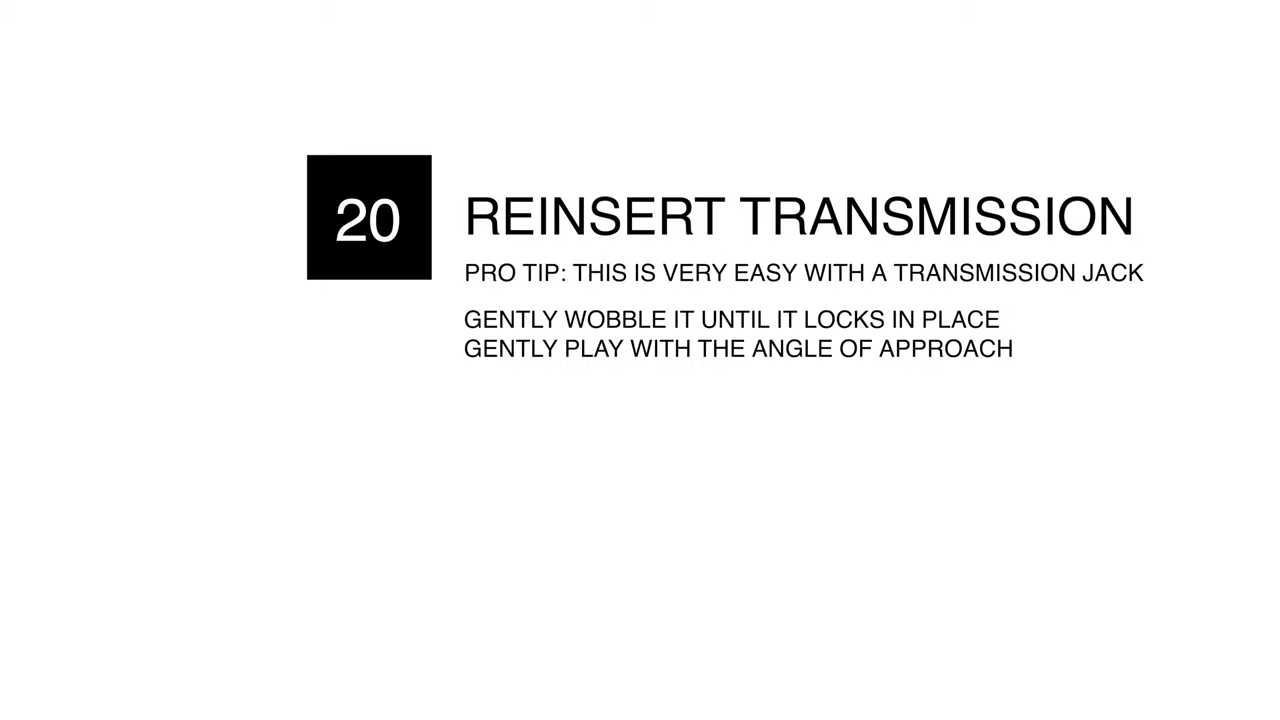 20
REINSERT TRANSMISSION
PRO TIP: THIS IS VERY EASY WITH A TRANSMISSION JACK
GENTLY WOBBLE IT UNTIL IT LOCKS IN PLACE
GENTLY PLAY WITH THE ANGLE OF APPROACH